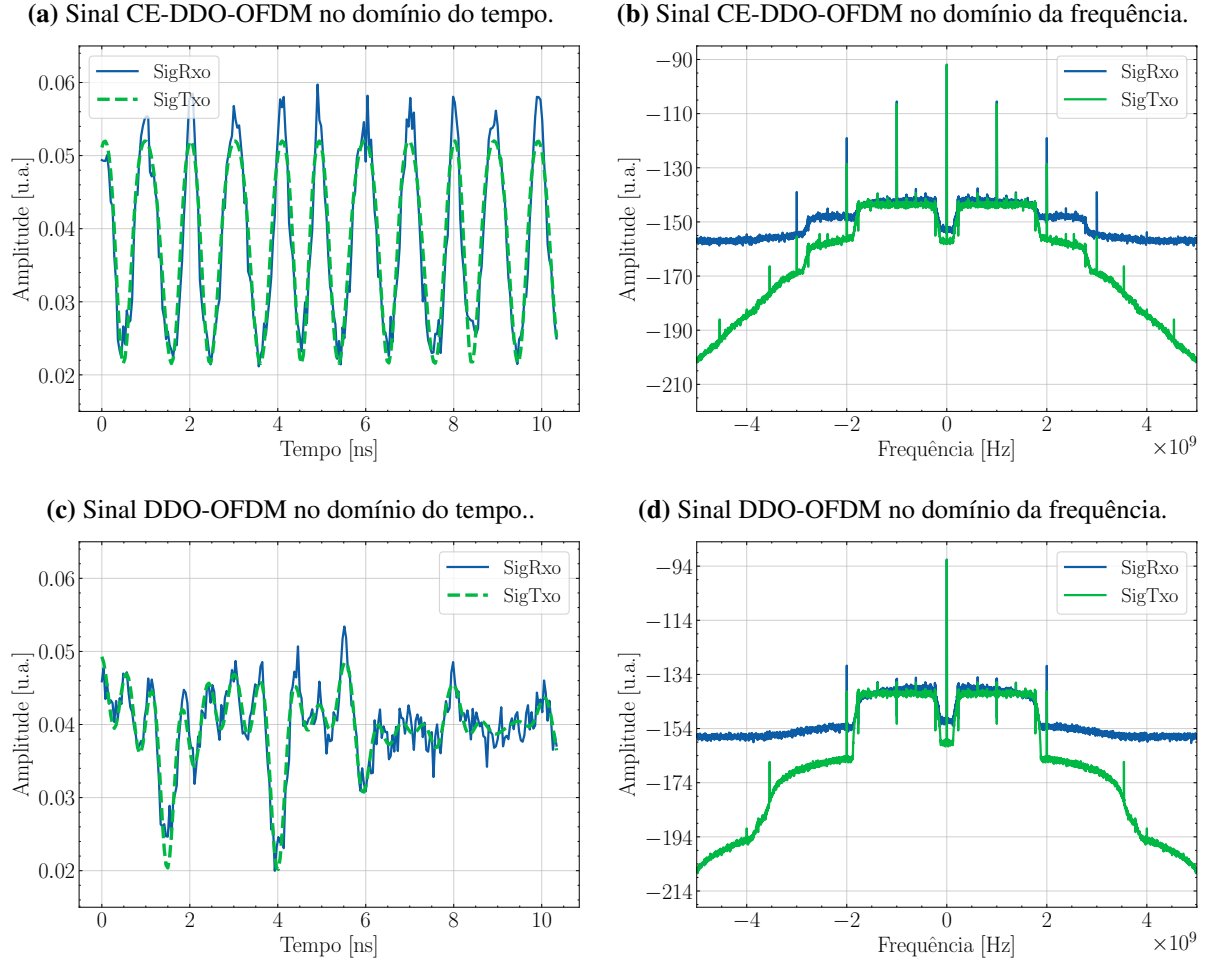 (a) Sinal CE-DDO-OFDM no domínio do tempo.
0.06
0.05
0.04
0.03
0.02
Amplitude [u.a.]
SigRxo
SigTxo
0 2 4 6 8 10
Tempo [ns]
(b) Sinal CE-DDO-OFDM no domínio da frequência.
−90
−110
−130
−150
−170
−190
−210
Amplitude [u.a.]
SigRxo
SigTxo
−4 −2 0 2 4
×10⁹
Frequência [Hz]
(c) Sinal DDO-OFDM no domínio do tempo..
0.06
0.05
0.04
0.03
0.02
Amplitude [u.a.]
SigRxo
SigTxo
0 2 4 6 8 10
Tempo [ns]
(d) Sinal DDO-OFDM no domínio da frequência.
−94
−114
−134
−154
−174
−194
−214
Amplitude [u.a.]
SigRxo
SigTxo
−4 −2 0 2 4
×10⁹
Frequência [Hz]